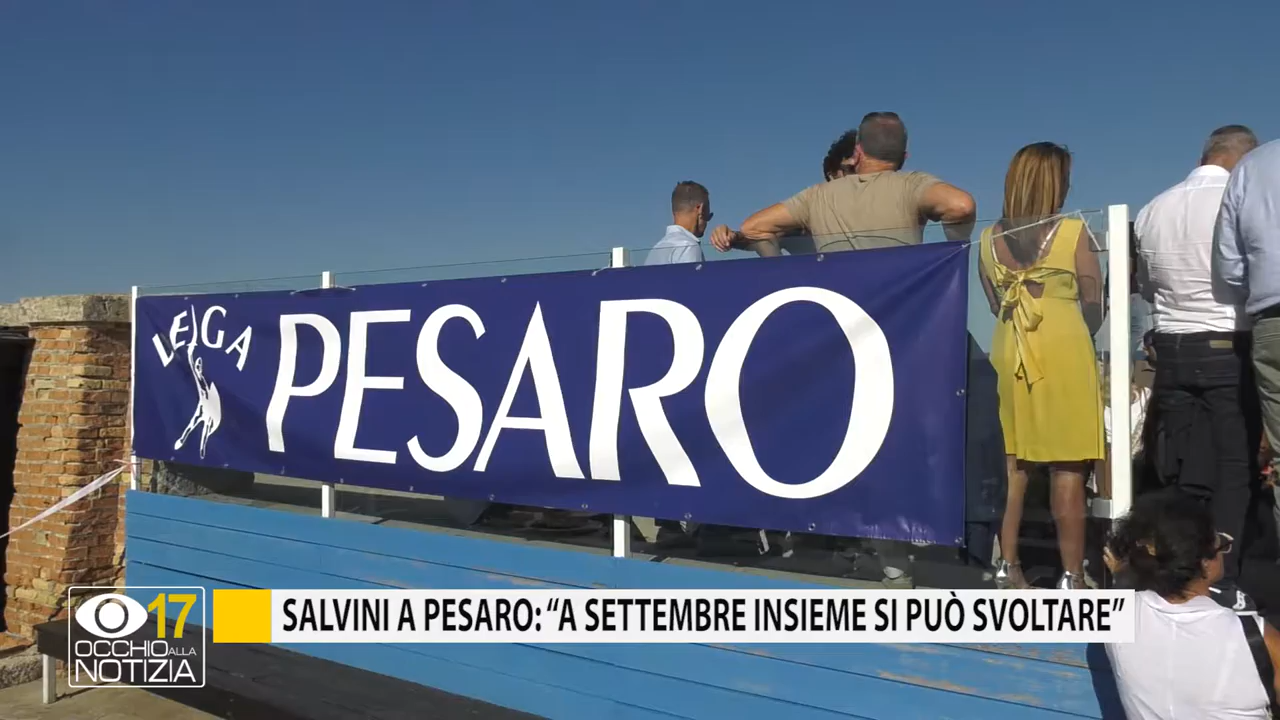 LEGA
PESARO
17
OCCHIO ALLA
NOTIZIA
SALVINI A PESARO: “A SETTEMBRE INSIEME SI PUÒ SVOLTARE”